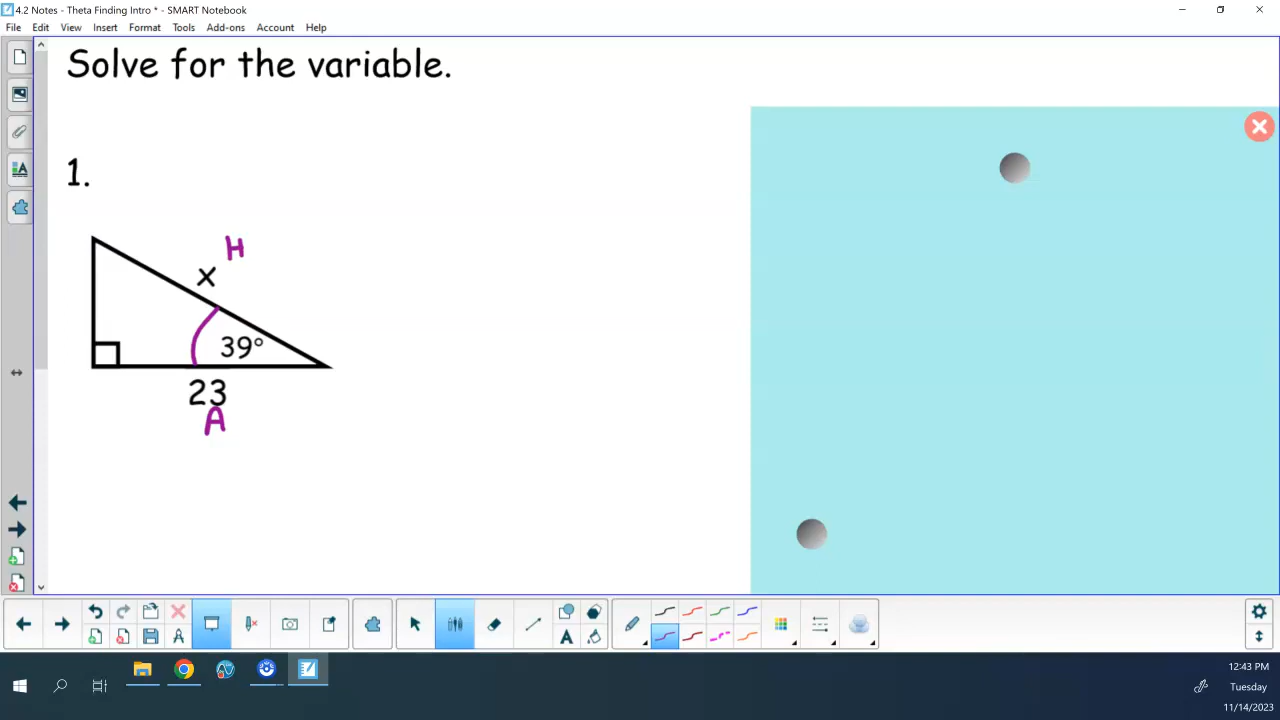 4.2 Notes - Theta Finding Intro * - SMART Notebook
File Edit View Insert Format Tools Add-ons Account Help
Solve for the variable.
1.
H
x
39°
23
A
12:43 PM
Tuesday
11/14/2023